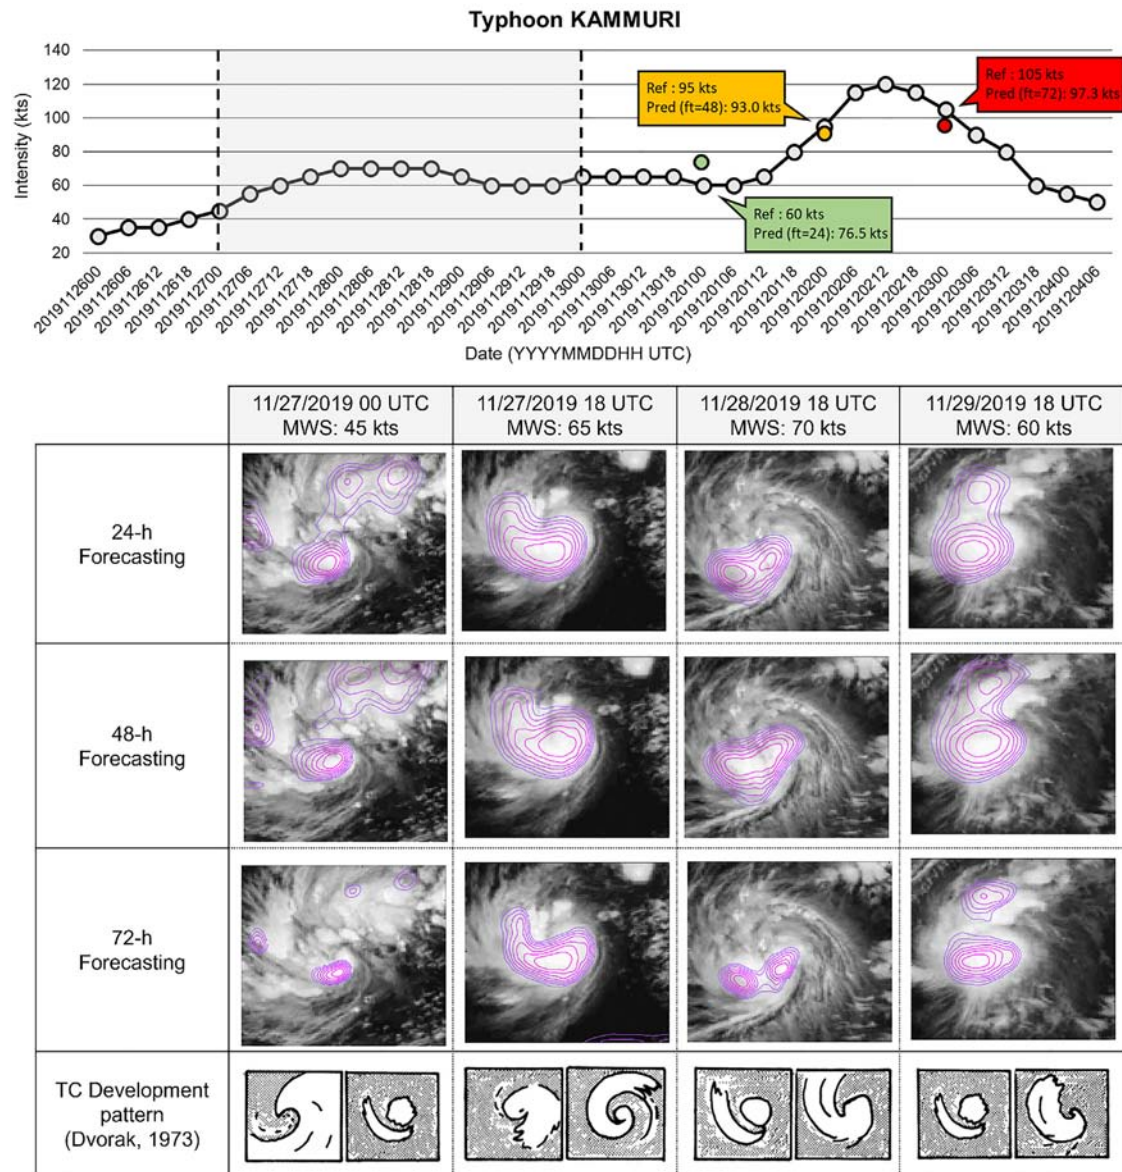 Typhoon KAMMURI
Intensity (kts)
140
120
100
80
60
40
20
Ref : 95 kts
Pred (ft=48): 93.0 kts
Ref : 105 kts
Pred (ft=72): 97.3 kts
Ref : 60 kts
Pred (ft=24): 76.5 kts
2019112600
2019112606
2019112612
2019112618
2019112700
2019112706
2019112712
2019112718
2019112800
2019112806
2019112812
2019112818
2019112900
2019112906
2019112912
2019112918
2019113000
2019113006
2019113012
2019113018
2019120100
2019120106
2019120112
2019120118
2019120200
2019120206
2019120212
2019120218
2019120300
2019120306
2019120312
2019120318
2019120400
2019120406
Date (YYYYMMDDHH UTC)
11/27/2019 00 UTC
MWS: 45 kts
11/27/2019 18 UTC
MWS: 65 kts
11/28/2019 18 UTC
MWS: 70 kts
11/29/2019 18 UTC
MWS: 60 kts
24-h
Forecasting
48-h
Forecasting
72-h
Forecasting
TC Development
pattern
(Dvorak, 1973)